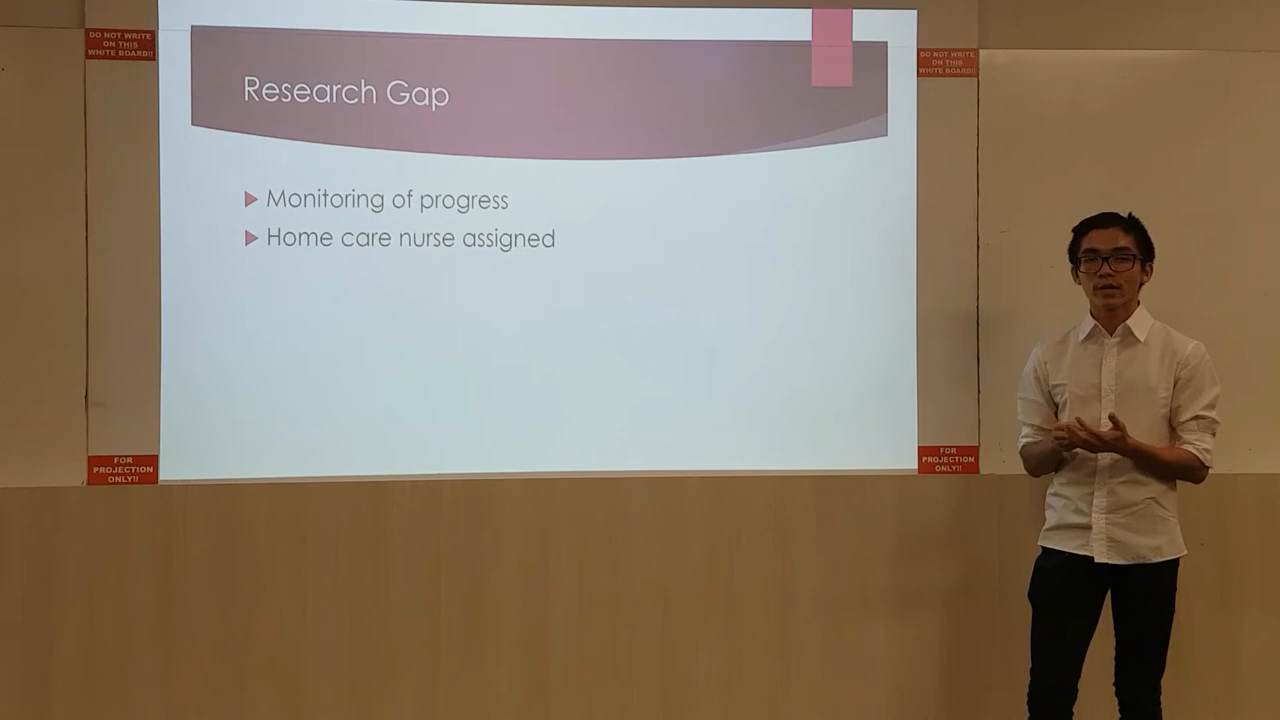 DO NOT WRITE
ON THIS
WHITE BOARD!!
Research Gap
DO NOT WRITE
ON THIS
WHITE BOARD!!
Monitoring of progress
Home care nurse assigned
FOR
PROJECTION
ONLY!!
FOR
PROJECTION
ONLY!!